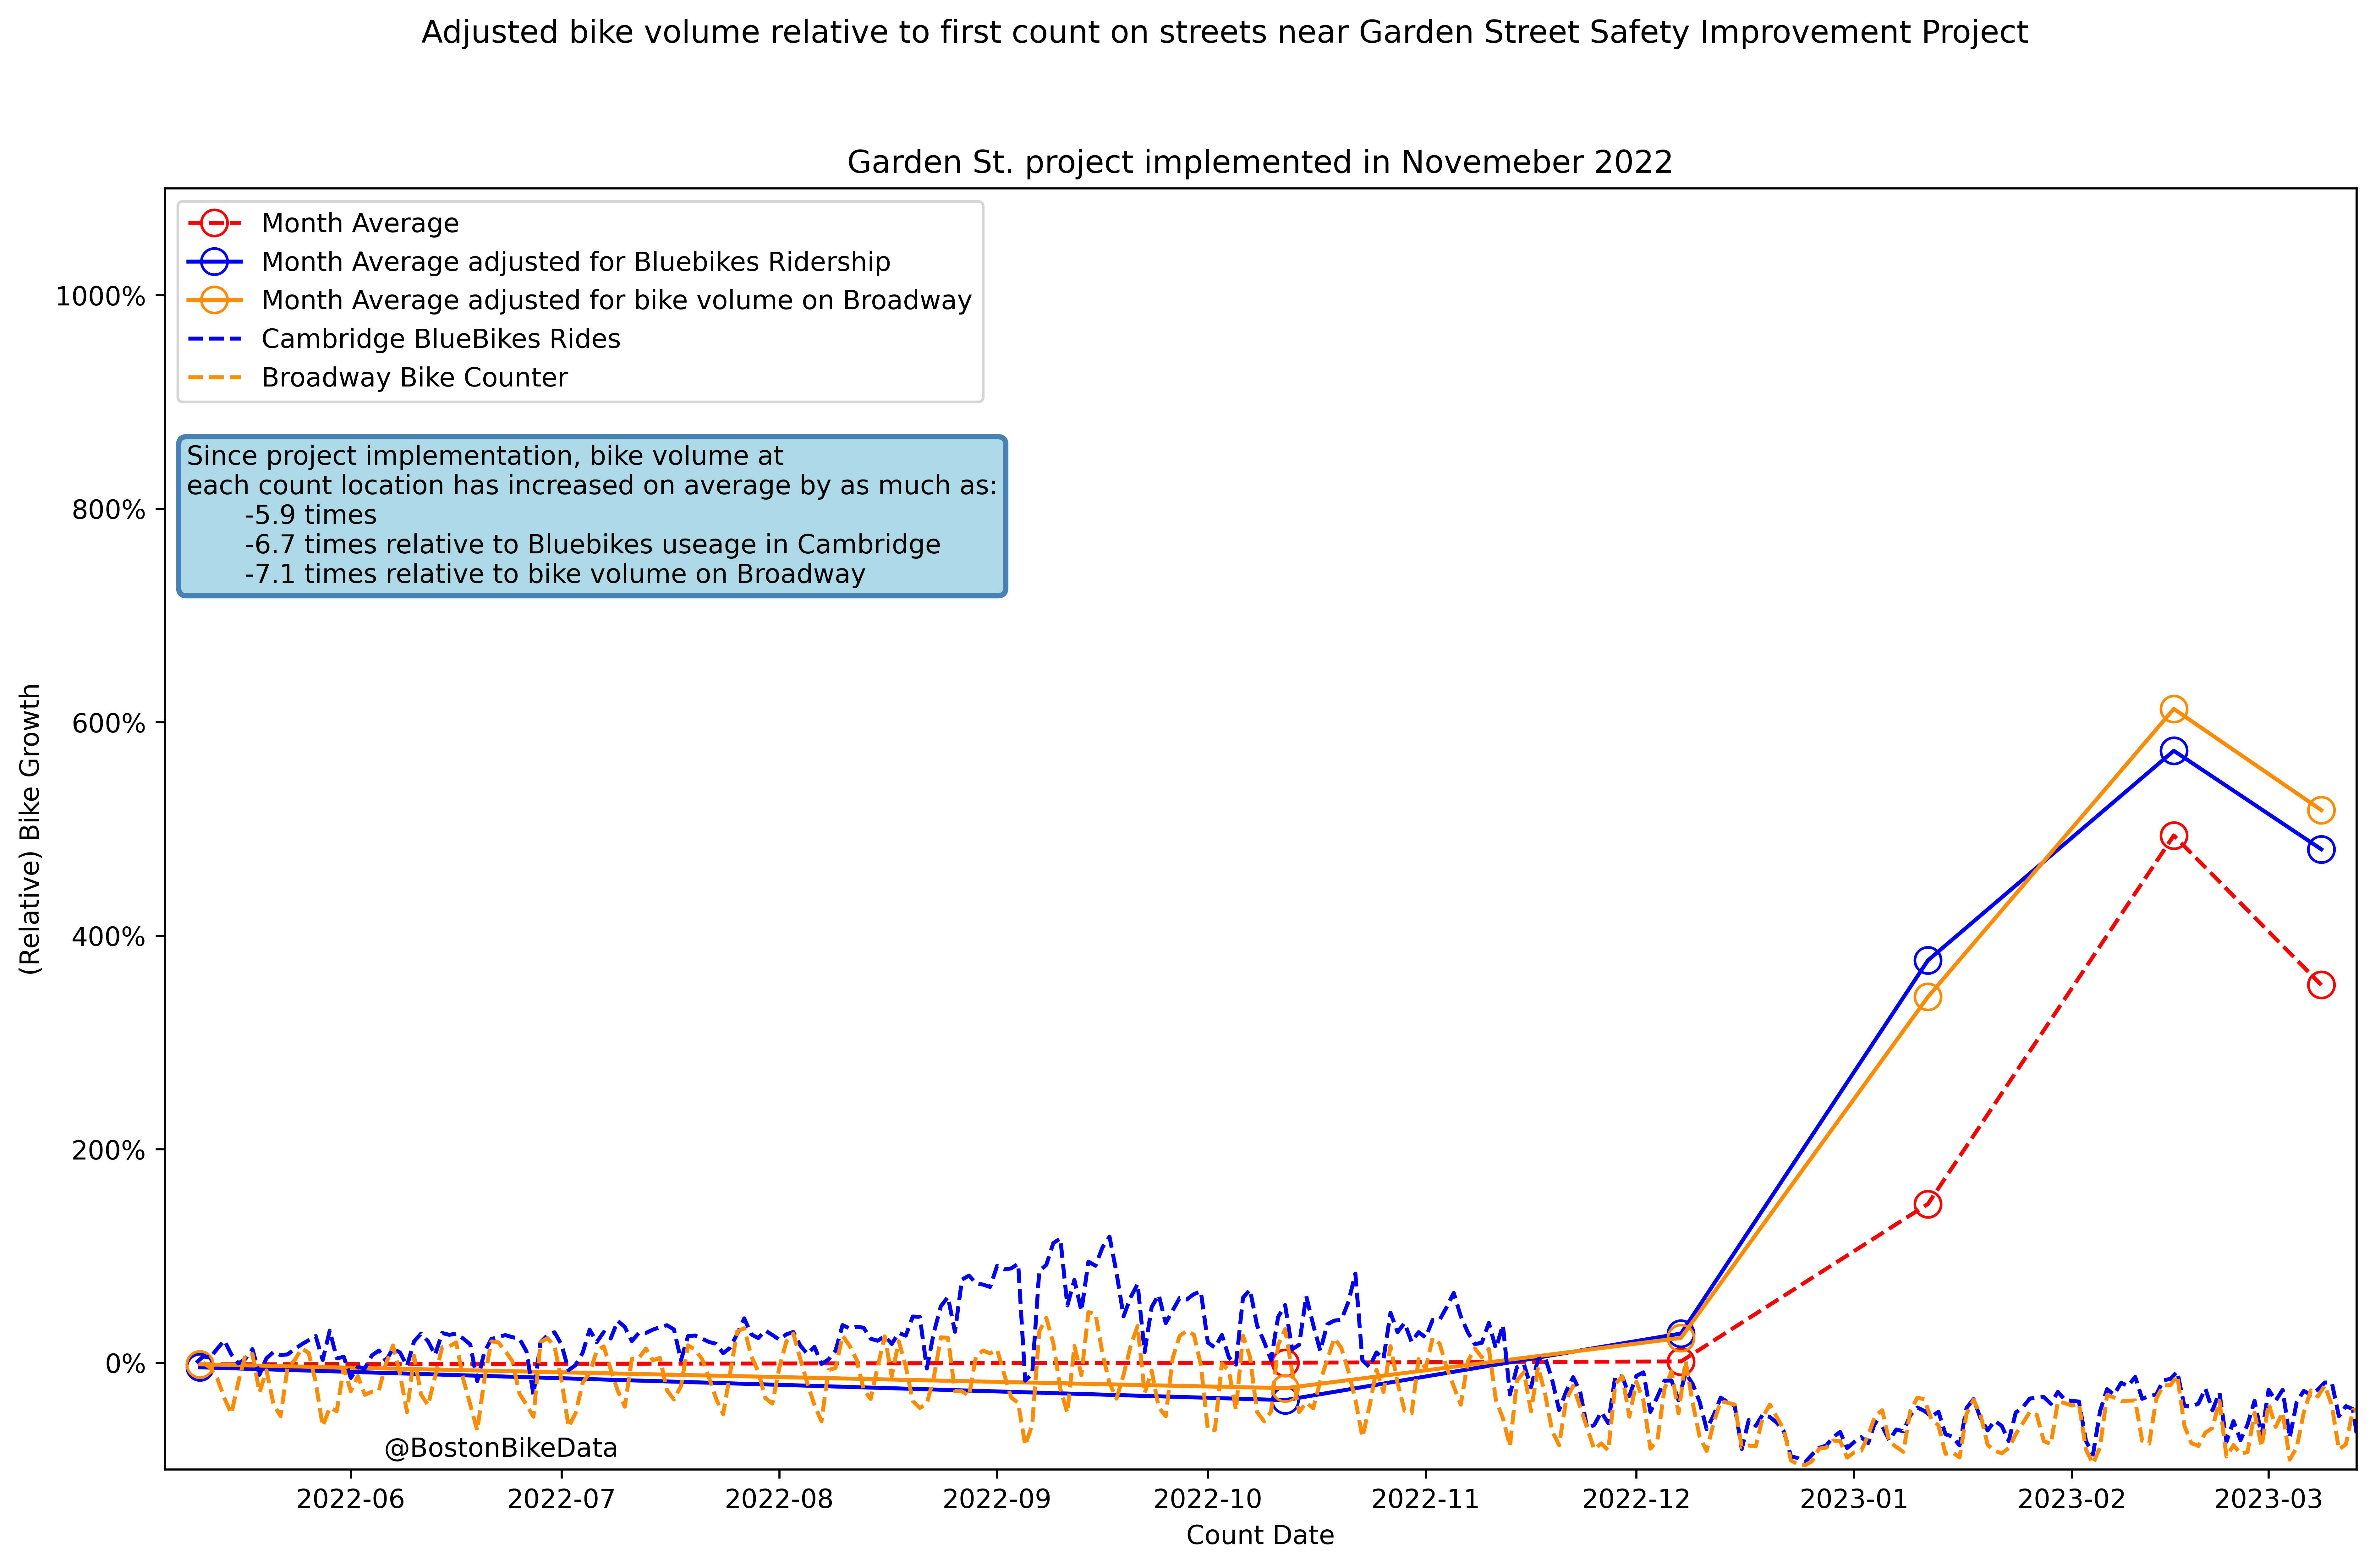 Adjusted bike volume relative to first count on streets near Garden Street Safety Improvement Project
Garden St. project implemented in Novemeber 2022
Month Average
Month Average adjusted for Bluebikes Ridership
Month Average adjusted for bike volume on Broadway
Cambridge BlueBikes Rides
Broadway Bike Counter
Since project implementation, bike volume at
each count location has increased on average by as much as:
-5.9 times
-6.7 times relative to Bluebikes useage in Cambridge
-7.1 times relative to bike volume on Broadway
(Relative) Bike Growth
1000%
800%
600%
400%
200%
0%
@BostonBikeData
2022-06
2022-07
2022-08
2022-09
2022-10
2022-11
2022-12
2023-01
2023-02
2023-03
Count Date